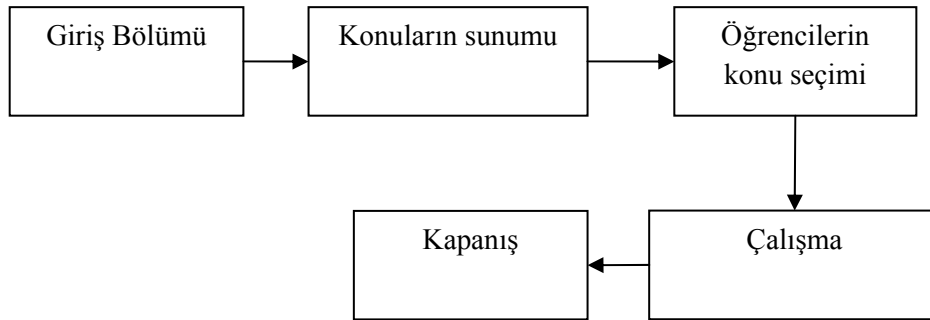 Giriş Bölümü
Konuların sunumu
Öğrencilerin
konu seçimi
Çalışma
Kapanış